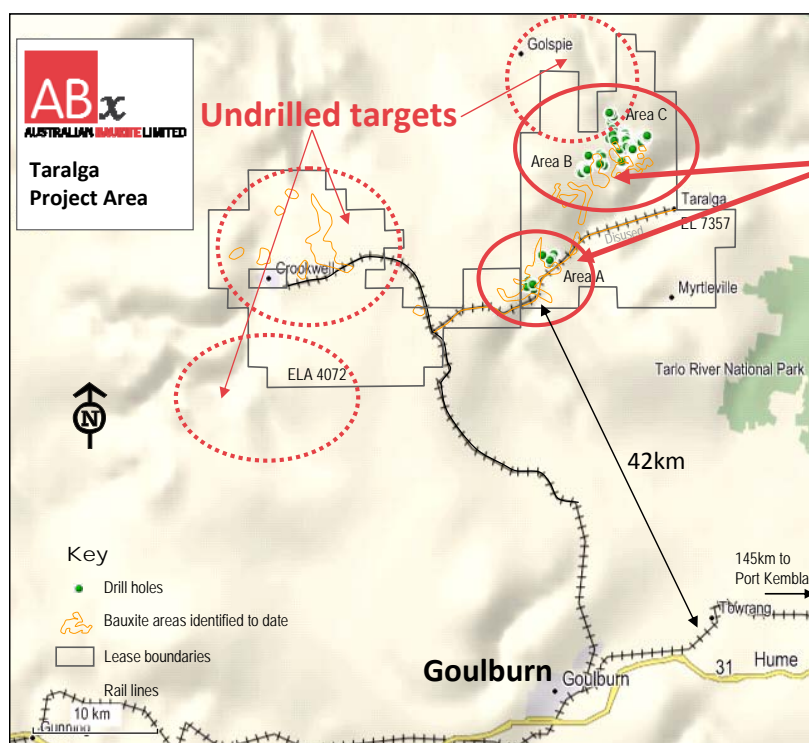 ABx
AUSTRALIAN BAUXITE LIMITED
Taralga
Project Area
Undrilled targets
Golspie
Area C
Area B
Taralga
EL 7357
Disused
Area A
Crookwell
Myrtleville
Tarlo River National Park
ELA 4072
N
42km
145km to
Port Kembla
Towrang
Key
Drill holes
Bauxite areas identified to date
Lease boundaries
Rail lines
10 km
Gunning
Goulburn
Goulburn
31
Hume